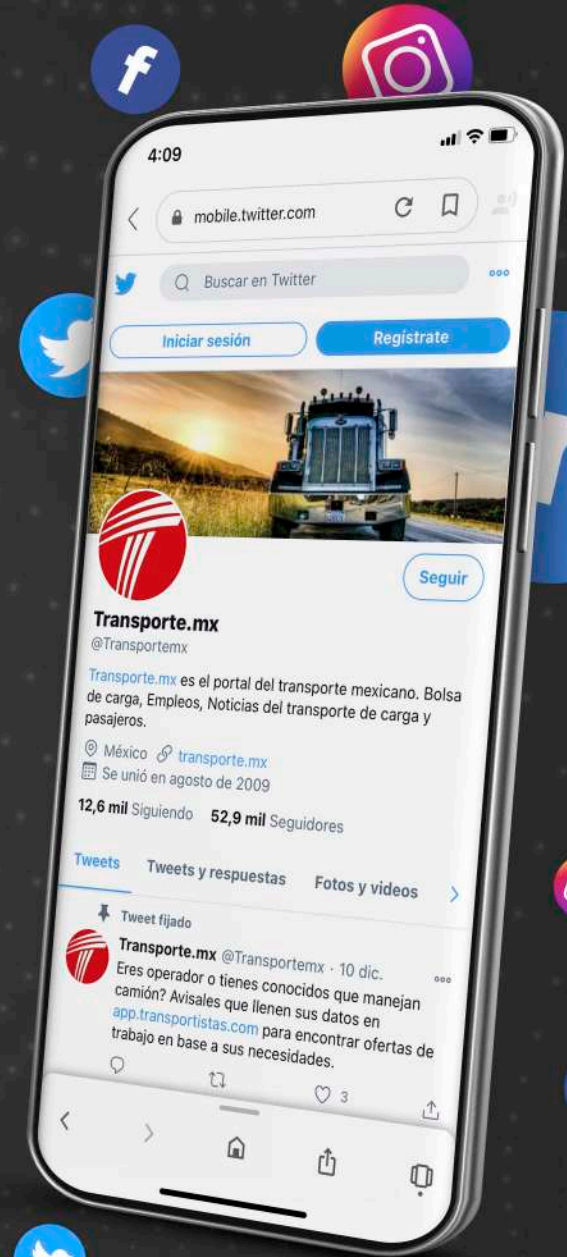 4:09
mobile.twitter.com
Buscar en Twitter
Iniciar sesión
Regístrate
Seguir
Transporte.mx
@Transportemx
Transporte.mx es el portal del transporte mexicano. Bolsa
de carga, Empleos, Noticias del transporte de carga y
pasajeros.
México transporte.mx
Se unió en agosto de 2009
12,6 mil Siguiendo 52,9 mil Seguidores
Tweets Tweets y respuestas Fotos y videos
Tweet fijado
Transporte.mx @Transportemx · 10 dic.
Eres operador o tienes conocidos que manejan
camión? Avisales que llenen sus datos en
app.transportistas.com para encontrar ofertas de
trabajo en base a sus necesidades.
3